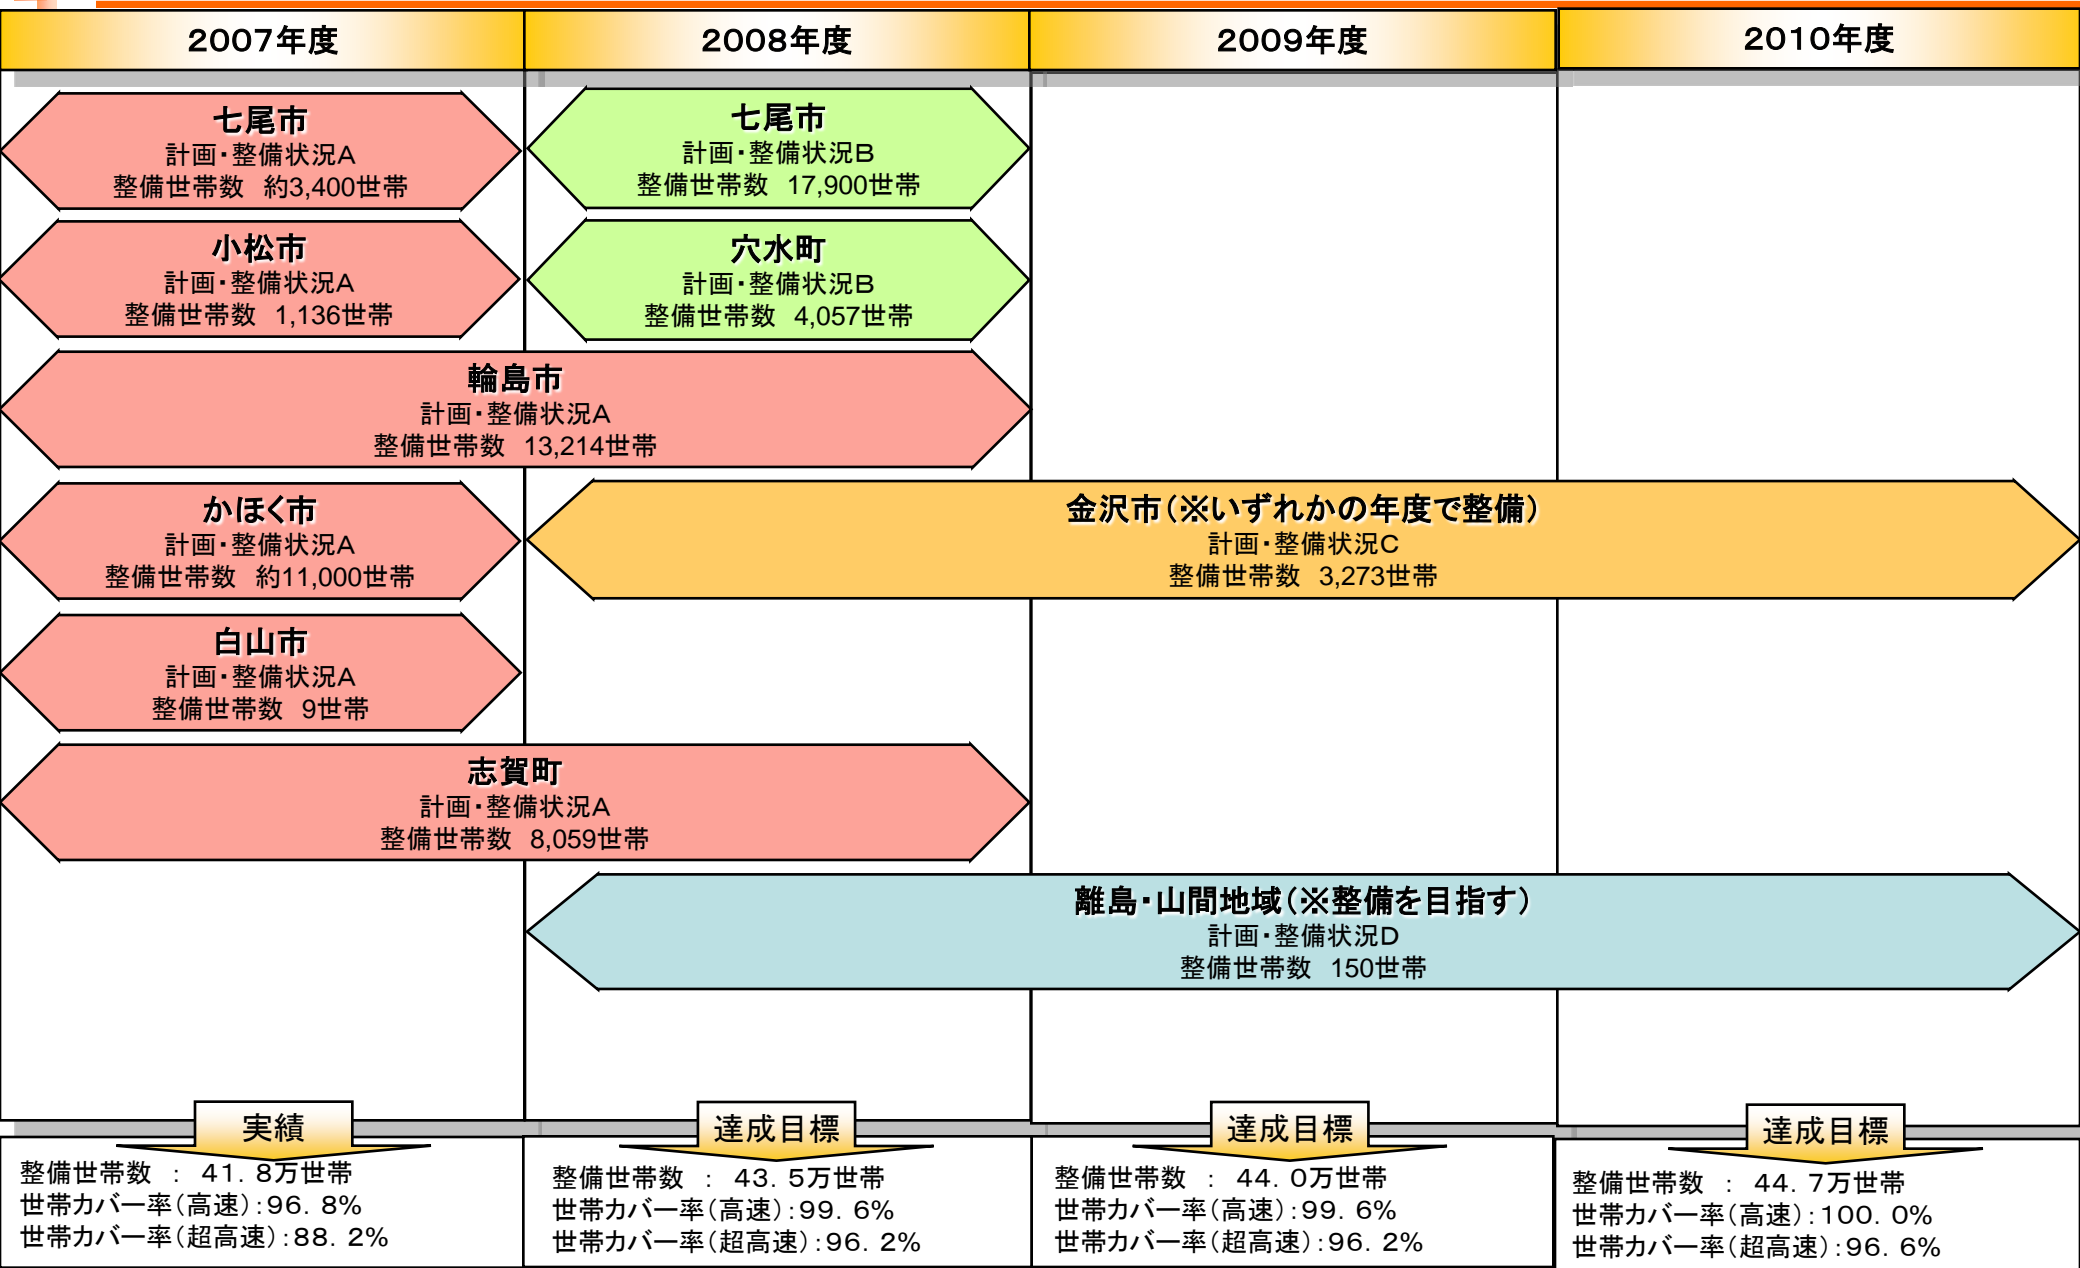 2007年度
2008年度
2009年度
2010年度
七尾市
計画・整備状況A
整備世帯数 約3,400世帯
七尾市
計画・整備状況B
整備世帯数 17,900世帯
小松市
計画・整備状況A
整備世帯数 1,136世帯
穴水町
計画・整備状況B
整備世帯数 4,057世帯
輪島市
計画・整備状況A
整備世帯数 13,214世帯
かほく市
計画・整備状況A
整備世帯数 約11,000世帯
金沢市(※いずれかの年度で整備)
計画・整備状況C
整備世帯数 3,273世帯
白山市
計画・整備状況A
整備世帯数 9世帯
志賀町
計画・整備状況A
整備世帯数 8,059世帯
離島・山間地域(※整備を目指す)
計画・整備状況D
整備世帯数 150世帯
実績
整備世帯数 : 41.8万世帯
世帯カバー率(高速):96.8%
世帯カバー率(超高速):88.2%
達成目標
整備世帯数 : 43.5万世帯
世帯カバー率(高速):99.6%
世帯カバー率(超高速):96.2%
達成目標
整備世帯数 : 44.0万世帯
世帯カバー率(高速):99.6%
世帯カバー率(超高速):96.2%
達成目標
整備世帯数 : 44.7万世帯
世帯カバー率(高速):100.0%
世帯カバー率(超高速):96.6%